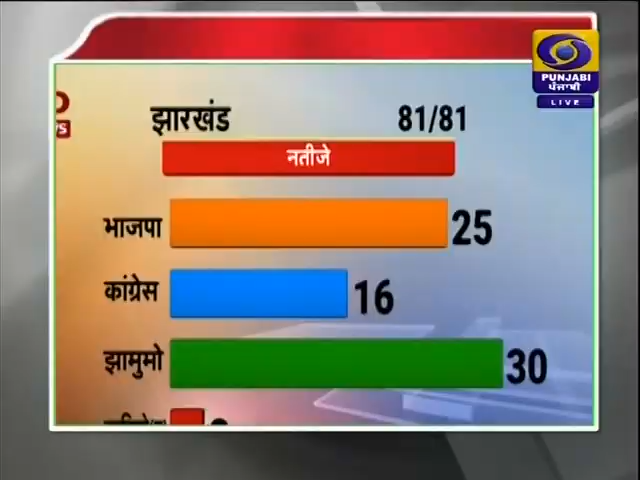 PUNJABI
ਪੰਜਾਬੀ
LIVE
झारखंड 81/81
नतीजे
भाजपा 25
कांग्रेस 16
झामुमो 30